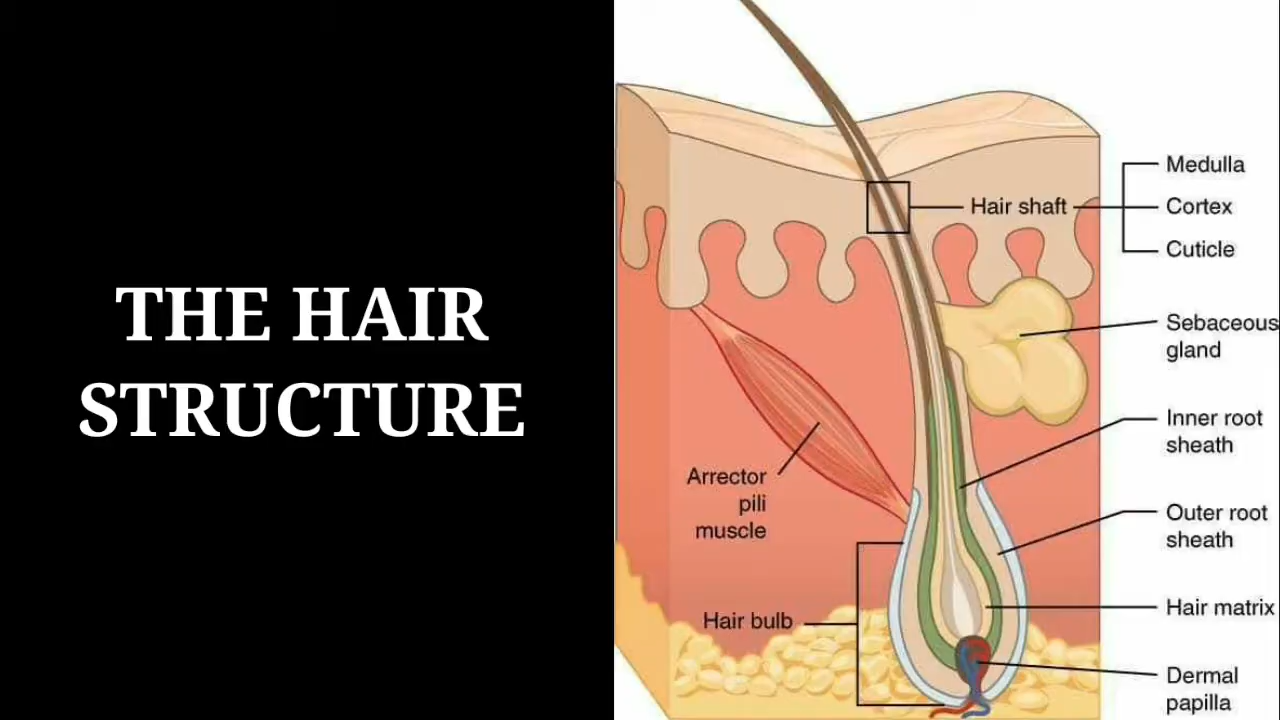 THE HAIR
STRUCTURE
Medulla
Hair shaft
Cortex
Cuticle
Sebaceous
gland
Inner root
sheath
Arrector
pili
muscle
Outer root
sheath
Hair bulb
Hair matrix
Dermal
papilla